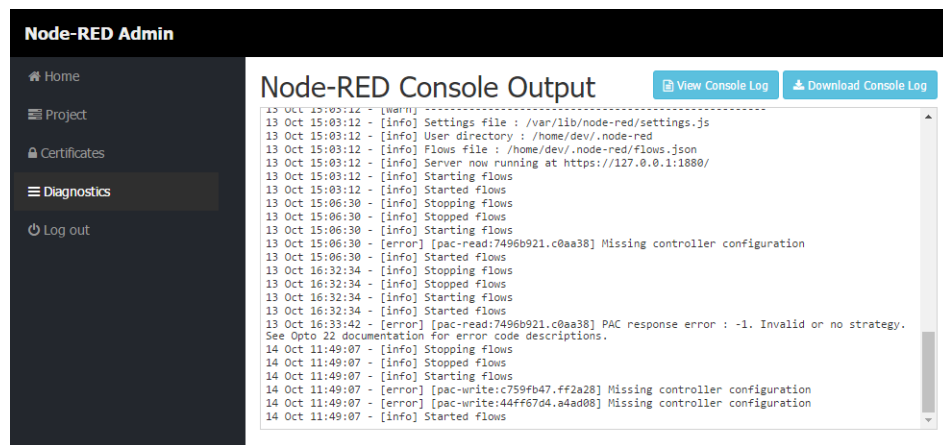 Node-RED Admin
Home
Project
Certificates
Diagnostics
Log out
Node-RED Console Output
View Console Log
Download Console Log
13 Oct 15:03:12 - [warn] ------------------------------------------------------
13 Oct 15:03:12 - [info] Settings file : /var/lib/node-red/settings.js
13 Oct 15:03:12 - [info] User directory : /home/dev/.node-red
13 Oct 15:03:12 - [info] Flows file : /home/dev/.node-red/flows.json
13 Oct 15:03:12 - [info] Server now running at https://127.0.0.1:1880/
13 Oct 15:03:12 - [info] Starting flows
13 Oct 15:03:12 - [info] Started flows
13 Oct 15:06:30 - [info] Stopping flows
13 Oct 15:06:30 - [info] Stopped flows
13 Oct 15:06:30 - [info] Starting flows
13 Oct 15:06:30 - [error] [pac-read:7496b921.c0aa38] Missing controller configuration
13 Oct 15:06:30 - [info] Started flows
13 Oct 16:32:34 - [info] Stopping flows
13 Oct 16:32:34 - [info] Stopped flows
13 Oct 16:32:34 - [info] Starting flows
13 Oct 16:32:34 - [info] Started flows
13 Oct 16:33:42 - [error] [pac-read:7496b921.c0aa38] PAC response error : -1. Invalid or no strategy.
See Opto 22 documentation for error code descriptions.
14 Oct 11:49:07 - [info] Stopping flows
14 Oct 11:49:07 - [info] Stopped flows
14 Oct 11:49:07 - [info] Starting flows
14 Oct 11:49:07 - [error] [pac-write:c759fb47.ff2a28] Missing controller configuration
14 Oct 11:49:07 - [error] [pac-write:44ff67d4.a4ad08] Missing controller configuration
14 Oct 11:49:07 - [info] Started flows